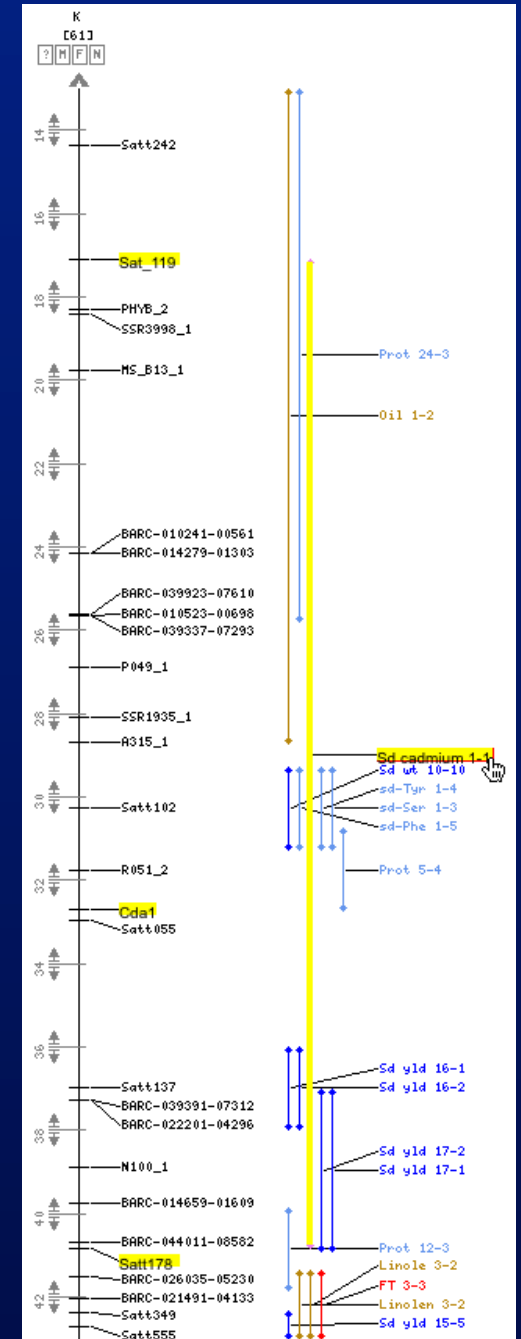 K
[61]
? M F N
14
Satt242
16
Sat_119
18
PHYB_2
SSR3998_1
Prot 24-3
MS_B13_1
20
Oil 1-2
22
BARC-010241-00561
24
BARC-014279-01303
BARC-039923-07610
BARC-010523-00698
26
BARC-039337-07293
P049_1
28
SSR1935_1
A315_1
Sd cadmium 1-1
Sd wt 10-10
sd-Tyr 1-4
30
Satt102
sd-Ser 1-3
sd-Phe 1-5
R051_2
Prot 5-4
32
Cda1
Satt055
34
36
Sd yld 16-1
Satt137
Sd yld 16-2
BARC-039391-07312
BARC-022201-04296
38
Sd yld 17-2
N100_1
Sd yld 17-1
BARC-014659-01609
40
BARC-044011-08582
Prot 12-3
Satt178
Linole 3-2
BARC-026035-05230
FT 3-3
BARC-021491-04133
42
Linolen 3-2
Satt349
Sd yld 15-5
Satt555